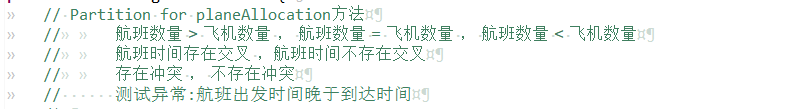 // Partition for planeAllocation方法
// 航班数量 > 飞机数量 , 航班数量 = 飞机数量 , 航班数量 < 飞机数量
// 航班时间存在交叉 , 航班时间不存在交叉
// 存在冲突 , 不存在冲突
// 测试异常:航班出发时间晚于到达时间